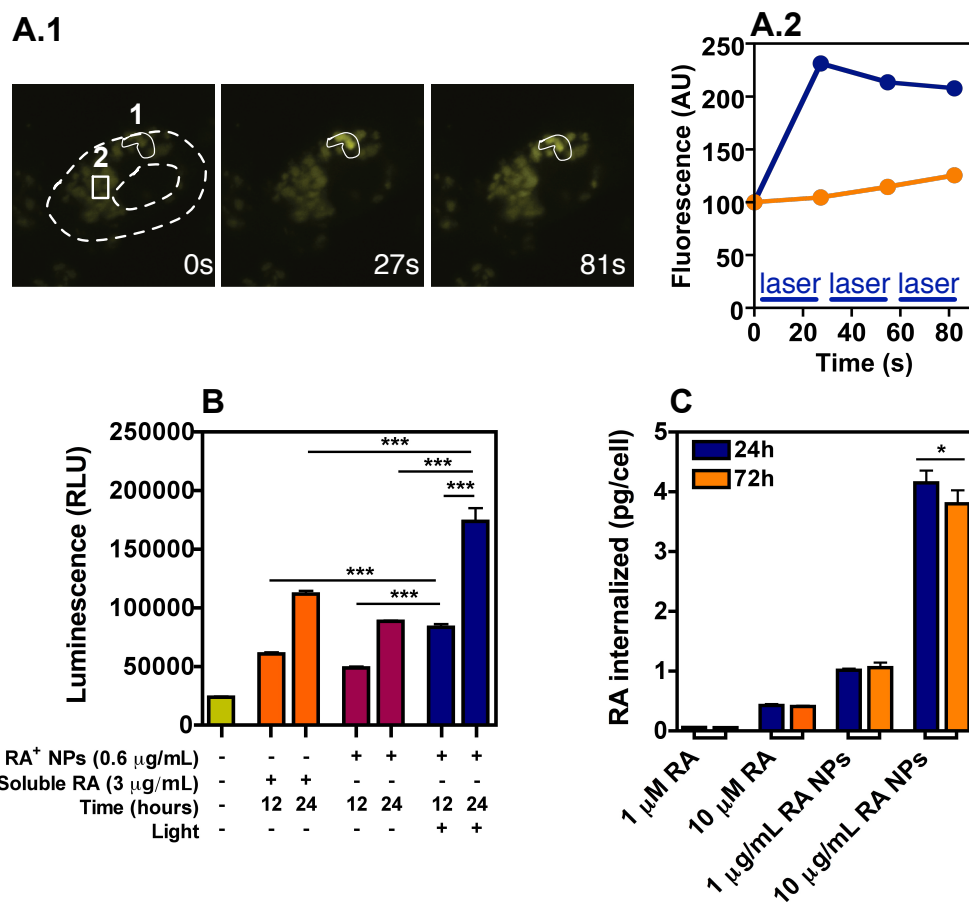 A.1
1
2
0s
27s
81s
A.2
Fluorescence (AU)
250
200
150
100
50
0
laser laser laser
0 20 40 60 80
Time (s)
B
Luminescence (RLU)
250000
200000
150000
100000
50000
0
***
***
***
***
***
RA⁺ NPs (0.6 μg/mL) - - - + + + +
Soluble RA (3 μg/mL) - + + - - - -
Time (hours) - 12 24 12 24 12 24
Light - - - - - + +
C
RA internalized (pg/cell)
5
4
3
2
1
0
24h
72h
*
1 μM RA
10 μM RA
1 μg/mL RA NPs
10 μg/mL RA NPs